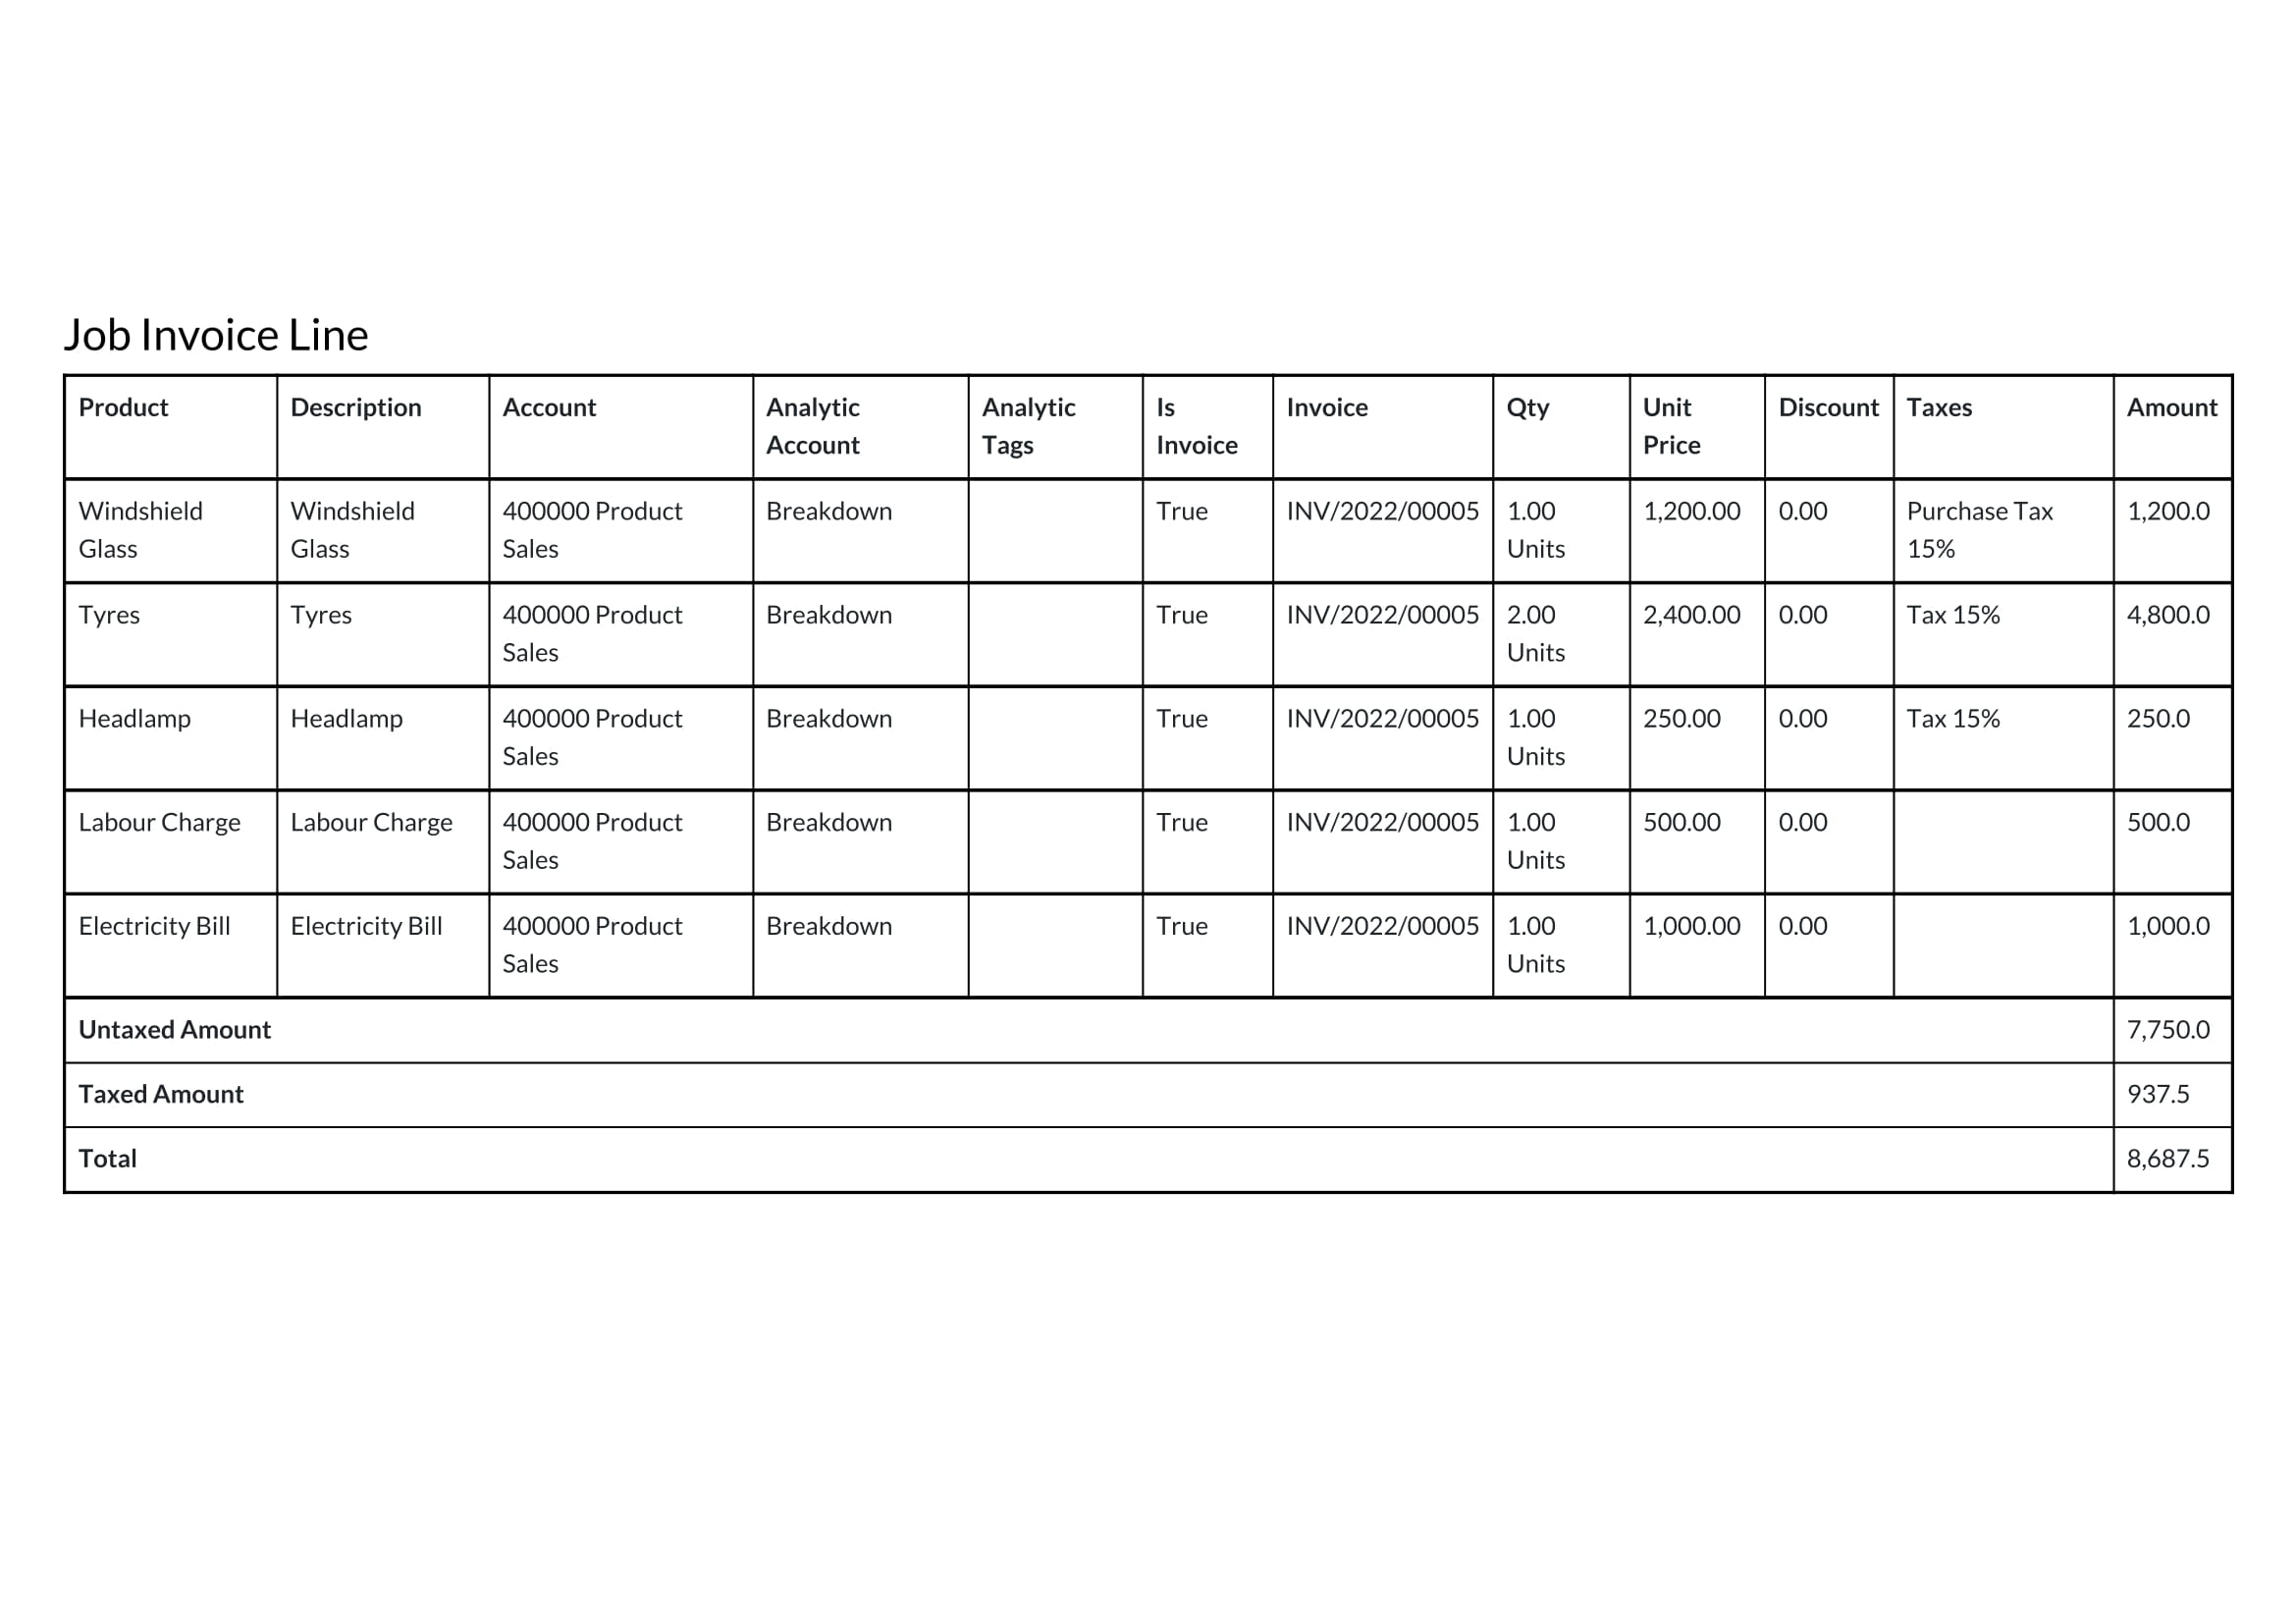 Job Invoice Line
Product Description Account Analytic Analytic Is Invoice Qty Unit Discount Taxes Amount
Account Tags Invoice Price
Windshield Windshield 400000 Product Breakdown True INV/2022/00005 1.00 1,200.00 0.00 Purchase Tax 1,200.0
Glass Glass Sales Units 15%
Tyres Tyres 400000 Product Breakdown True INV/2022/00005 2.00 2,400.00 0.00 Tax 15% 4,800.0
Sales Units
Headlamp Headlamp 400000 Product Breakdown True INV/2022/00005 1.00 250.00 0.00 Tax 15% 250.0
Sales Units
Labour Charge Labour Charge 400000 Product Breakdown True INV/2022/00005 1.00 500.00 0.00 500.0
Sales Units
Electricity Bill Electricity Bill 400000 Product Breakdown True INV/2022/00005 1.00 1,000.00 0.00 1,000.0
Sales Units
Untaxed Amount 7,750.0
Taxed Amount 937.5
Total 8,687.5